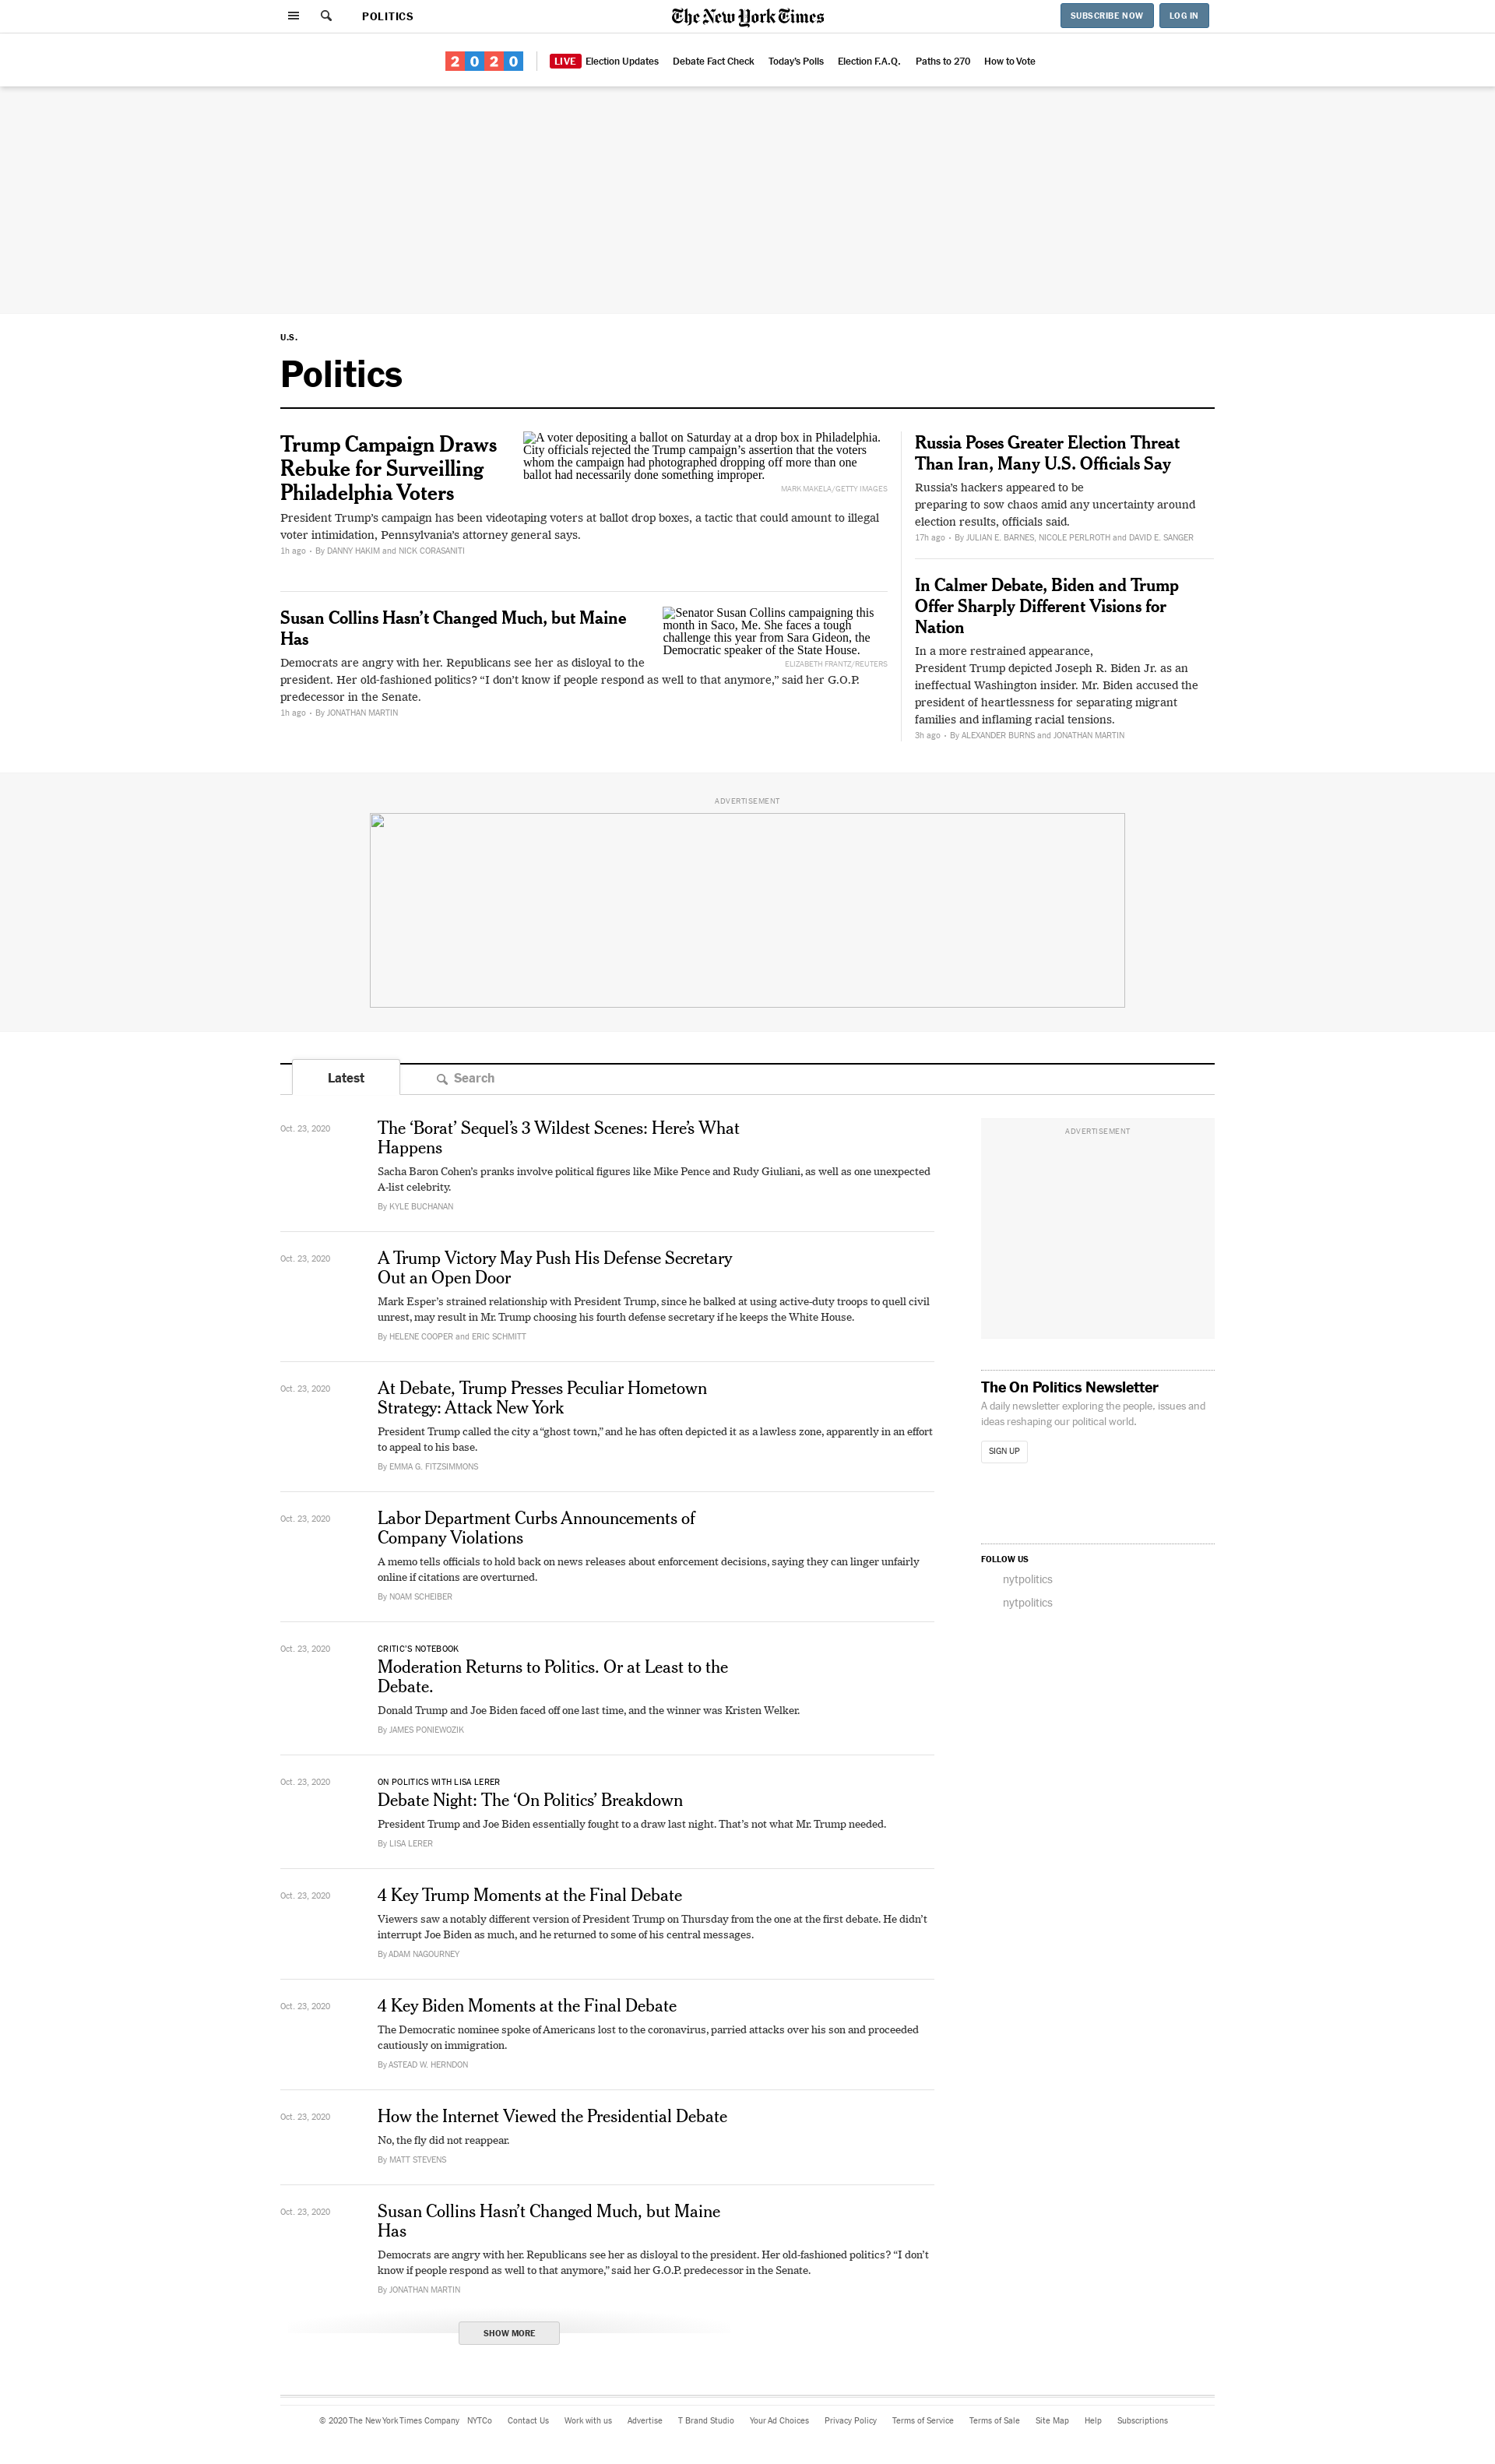 POLITICS
The New York Times
SUBSCRIBE NOW
LOG IN
2020
LIVE Election Updates
Debate Fact Check
Today's Polls
Election F.A.Q.
Paths to 270
How to Vote
U.S.
Politics
Trump Campaign Draws
Rebuke for Surveilling
Philadelphia Voters
A voter depositing a ballot on Saturday at a drop box in Philadelphia.
City officials rejected the Trump campaign's assertion that the voters
whom the campaign had photographed dropping off more than one
ballot had necessarily done something improper.
MARK MAKELA/GETTY IMAGES
President Trump's campaign has been videotaping voters at ballot drop boxes, a tactic that could amount to illegal
voter intimidation, Pennsylvania's attorney general says.
1h ago • By DANNY HAKIM and NICK CORASANITI
Susan Collins Hasn't Changed Much, but Maine
Has
Senator Susan Collins campaigning this
month in Saco, Me. She faces a tough
challenge this year from Sara Gideon, the
Democratic speaker of the State House.
ELIZABETH FRANTZ/REUTERS
Democrats are angry with her. Republicans see her as disloyal to the
president. Her old-fashioned politics? “I don't know if people respond as well to that anymore,” said her G.O.P.
predecessor in the Senate.
1h ago • By JONATHAN MARTIN
Russia Poses Greater Election Threat
Than Iran, Many U.S. Officials Say
Russia's hackers appeared to be
preparing to sow chaos amid any uncertainty around
election results, officials said.
17h ago • By JULIAN E. BARNES, NICOLE PERLROTH and DAVID E. SANGER
In Calmer Debate, Biden and Trump
Offer Sharply Different Visions for
Nation
In a more restrained appearance,
President Trump depicted Joseph R. Biden Jr. as an
ineffectual Washington insider. Mr. Biden accused the
president of heartlessness for separating migrant
families and inflaming racial tensions.
3h ago • By ALEXANDER BURNS and JONATHAN MARTIN
ADVERTISEMENT
Latest
Search
Oct. 23, 2020
The ‘Borat’ Sequel’s 3 Wildest Scenes: Here’s What
Happens
Sacha Baron Cohen's pranks involve political figures like Mike Pence and Rudy Giuliani, as well as one unexpected
A-list celebrity.
By KYLE BUCHANAN
Oct. 23, 2020
A Trump Victory May Push His Defense Secretary
Out an Open Door
Mark Esper's strained relationship with President Trump, since he balked at using active-duty troops to quell civil
unrest, may result in Mr. Trump choosing his fourth defense secretary if he keeps the White House.
By HELENE COOPER and ERIC SCHMITT
Oct. 23, 2020
At Debate, Trump Presses Peculiar Hometown
Strategy: Attack New York
President Trump called the city a “ghost town,” and he has often depicted it as a lawless zone, apparently in an effort
to appeal to his base.
By EMMA G. FITZSIMMONS
Oct. 23, 2020
Labor Department Curbs Announcements of
Company Violations
A memo tells officials to hold back on news releases about enforcement decisions, saying they can linger unfairly
online if citations are overturned.
By NOAM SCHEIBER
Oct. 23, 2020
CRITIC'S NOTEBOOK
Moderation Returns to Politics. Or at Least to the
Debate.
Donald Trump and Joe Biden faced off one last time, and the winner was Kristen Welker.
By JAMES PONIEWOZIK
Oct. 23, 2020
ON POLITICS WITH LISA LERER
Debate Night: The ‘On Politics’ Breakdown
President Trump and Joe Biden essentially fought to a draw last night. That's not what Mr. Trump needed.
By LISA LERER
Oct. 23, 2020
4 Key Trump Moments at the Final Debate
Viewers saw a notably different version of President Trump on Thursday from the one at the first debate. He didn't
interrupt Joe Biden as much, and he returned to some of his central messages.
By ADAM NAGOURNEY
Oct. 23, 2020
4 Key Biden Moments at the Final Debate
The Democratic nominee spoke of Americans lost to the coronavirus, parried attacks over his son and proceeded
cautiously on immigration.
By ASTEAD W. HERNDON
Oct. 23, 2020
How the Internet Viewed the Presidential Debate
No, the fly did not reappear.
By MATT STEVENS
Oct. 23, 2020
Susan Collins Hasn't Changed Much, but Maine
Has
Democrats are angry with her. Republicans see her as disloyal to the president. Her old-fashioned politics? “I don't
know if people respond as well to that anymore,” said her G.O.P. predecessor in the Senate.
By JONATHAN MARTIN
SHOW MORE
ADVERTISEMENT
The On Politics Newsletter
A daily newsletter exploring the people, issues and
ideas reshaping our political world.
SIGN UP
FOLLOW US
nytpolitics
nytpolitics
© 2020 The New York Times Company
NYTCo
Contact Us
Work with us
Advertise
T Brand Studio
Your Ad Choices
Privacy Policy
Terms of Service
Terms of Sale
Site Map
Help
Subscriptions